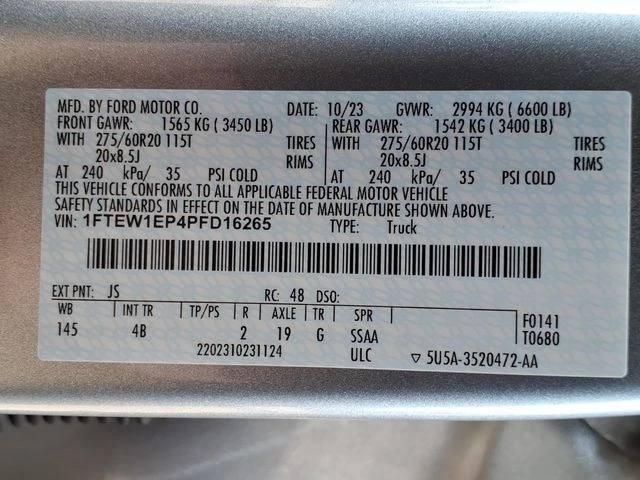 MFD. BY FORD MOTOR CO. DATE: 10/23 GVWR: 2994 KG ( 6600 LB)
FRONT GAWR: 1565 KG ( 3450 LB) REAR GAWR: 1542 KG ( 3400 LB)
WITH 275/60R20 115T TIRES WITH 275/60R20 115T TIRES
20x8.5J RIMS 20x8.5J RIMS
AT 240 kPa/ 35 PSI COLD AT 240 kPa/ 35 PSI COLD
THIS VEHICLE CONFORMS TO ALL APPLICABLE FEDERAL MOTOR VEHICLE
SAFETY STANDARDS IN EFFECT ON THE DATE OF MANUFACTURE SHOWN ABOVE.
VIN: 1FTEW1EP4PFD16265 TYPE: Truck
EXT PNT: JS RC: 48 DSO:
WB INT TR TP/PS R AXLE TR SPR F0141
145 4B 2 19 G SSAA T0680
2202310231124 ULC ▽ 5U5A-3520472-AA